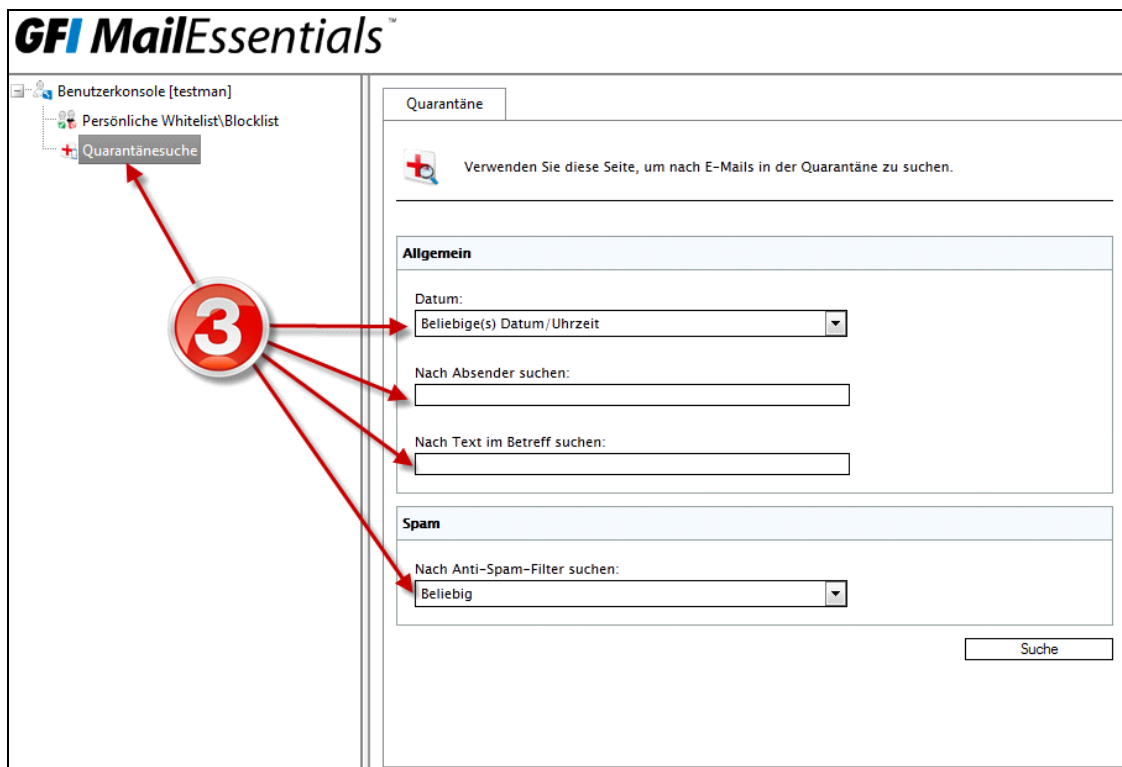 GFI MailEssentials™
Benutzerkonsole [testman]
Persönliche Whitelist\Blocklist
Quarantänesuche
3
Quarantäne
Verwenden Sie diese Seite, um nach E-Mails in der Quarantäne zu suchen.
Allgemein
Datum:
Beliebige(s) Datum/Uhrzeit
Nach Absender suchen:
Nach Text im Betreff suchen:
Spam
Nach Anti-Spam-Filter suchen:
Beliebig
Suche